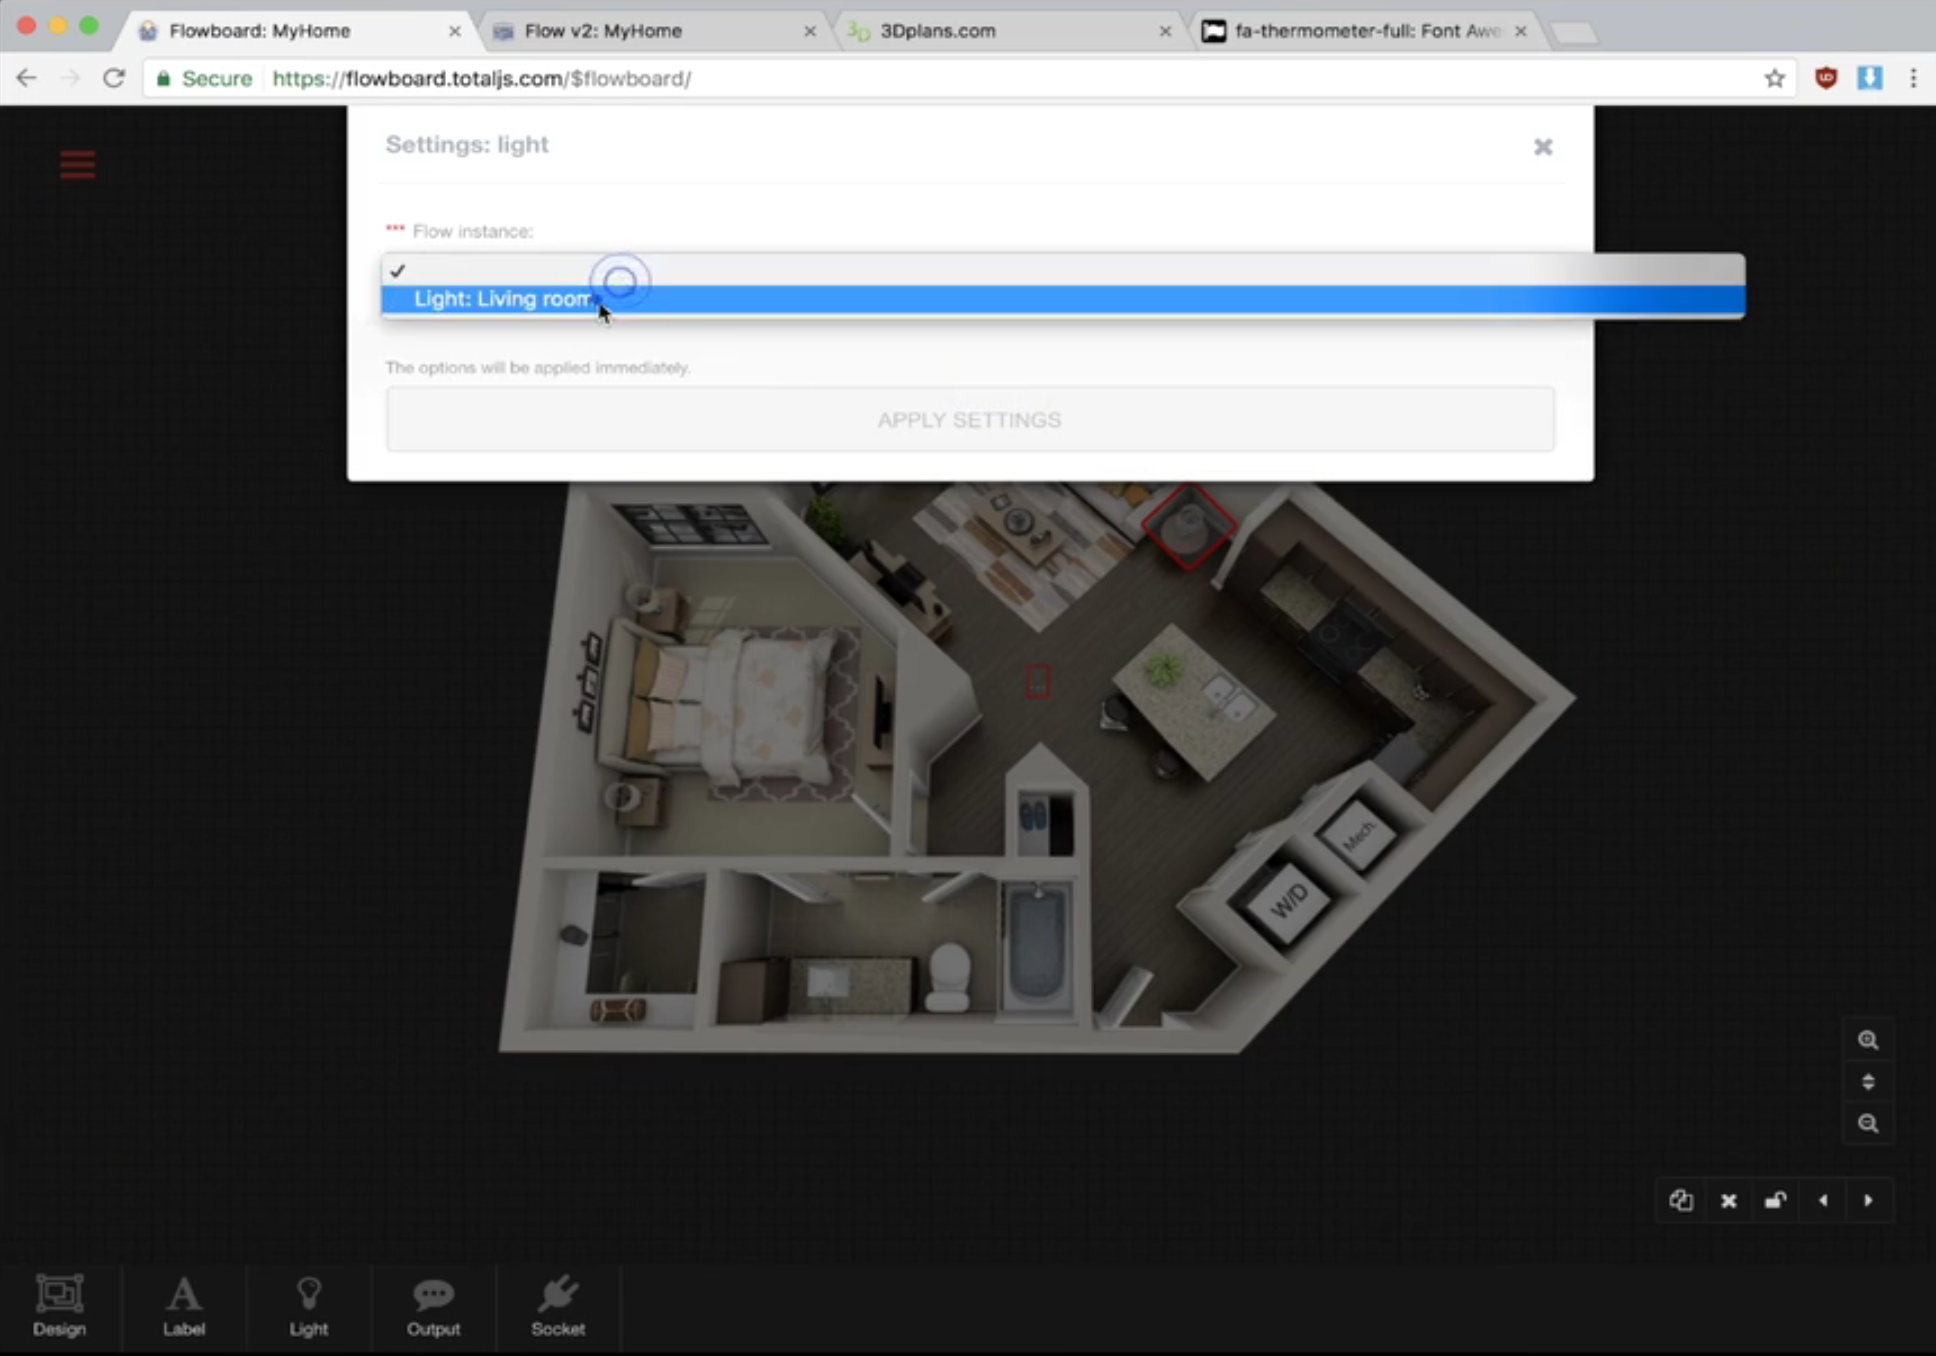 Flowboard: MyHome
Flow v2: MyHome
3D 3Dplans.com
fa-thermometer-full: Font Awe
Secure https://flowboard.totaljs.com/$flowboard/
Settings: light
*** Flow instance:
Light: Living room
The options will be applied immediately.
APPLY SETTINGS
Mech.
W/D
Design
Label
Light
Output
Socket